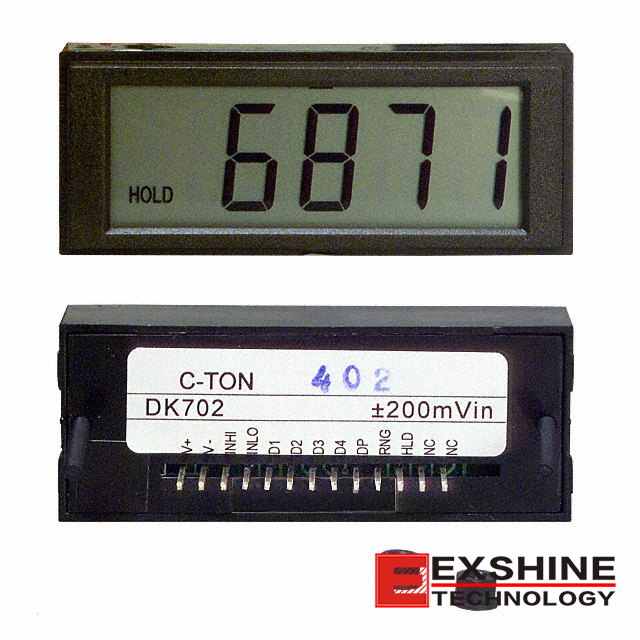 HOLD 6871
C-TON 402
DK702 ±200mVin
V+ V- INHI INLO D1 D2 D3 D4 DP RNG HLD NC NC
EXSHINE
TECHNOLOGY